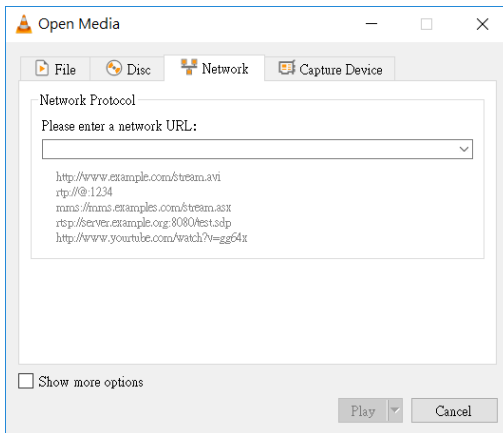 Open Media
File Disc Network Capture Device
Network Protocol
Please enter a network URL:
http://www.example.com/stream.avi
rtp://@:1234
mms://mms.examples.com/stream.asx
rtsp://server.example.org:8080/test.sdp
http://www.yourtube.com/watch?v=gg64x
Show more options
Play Cancel